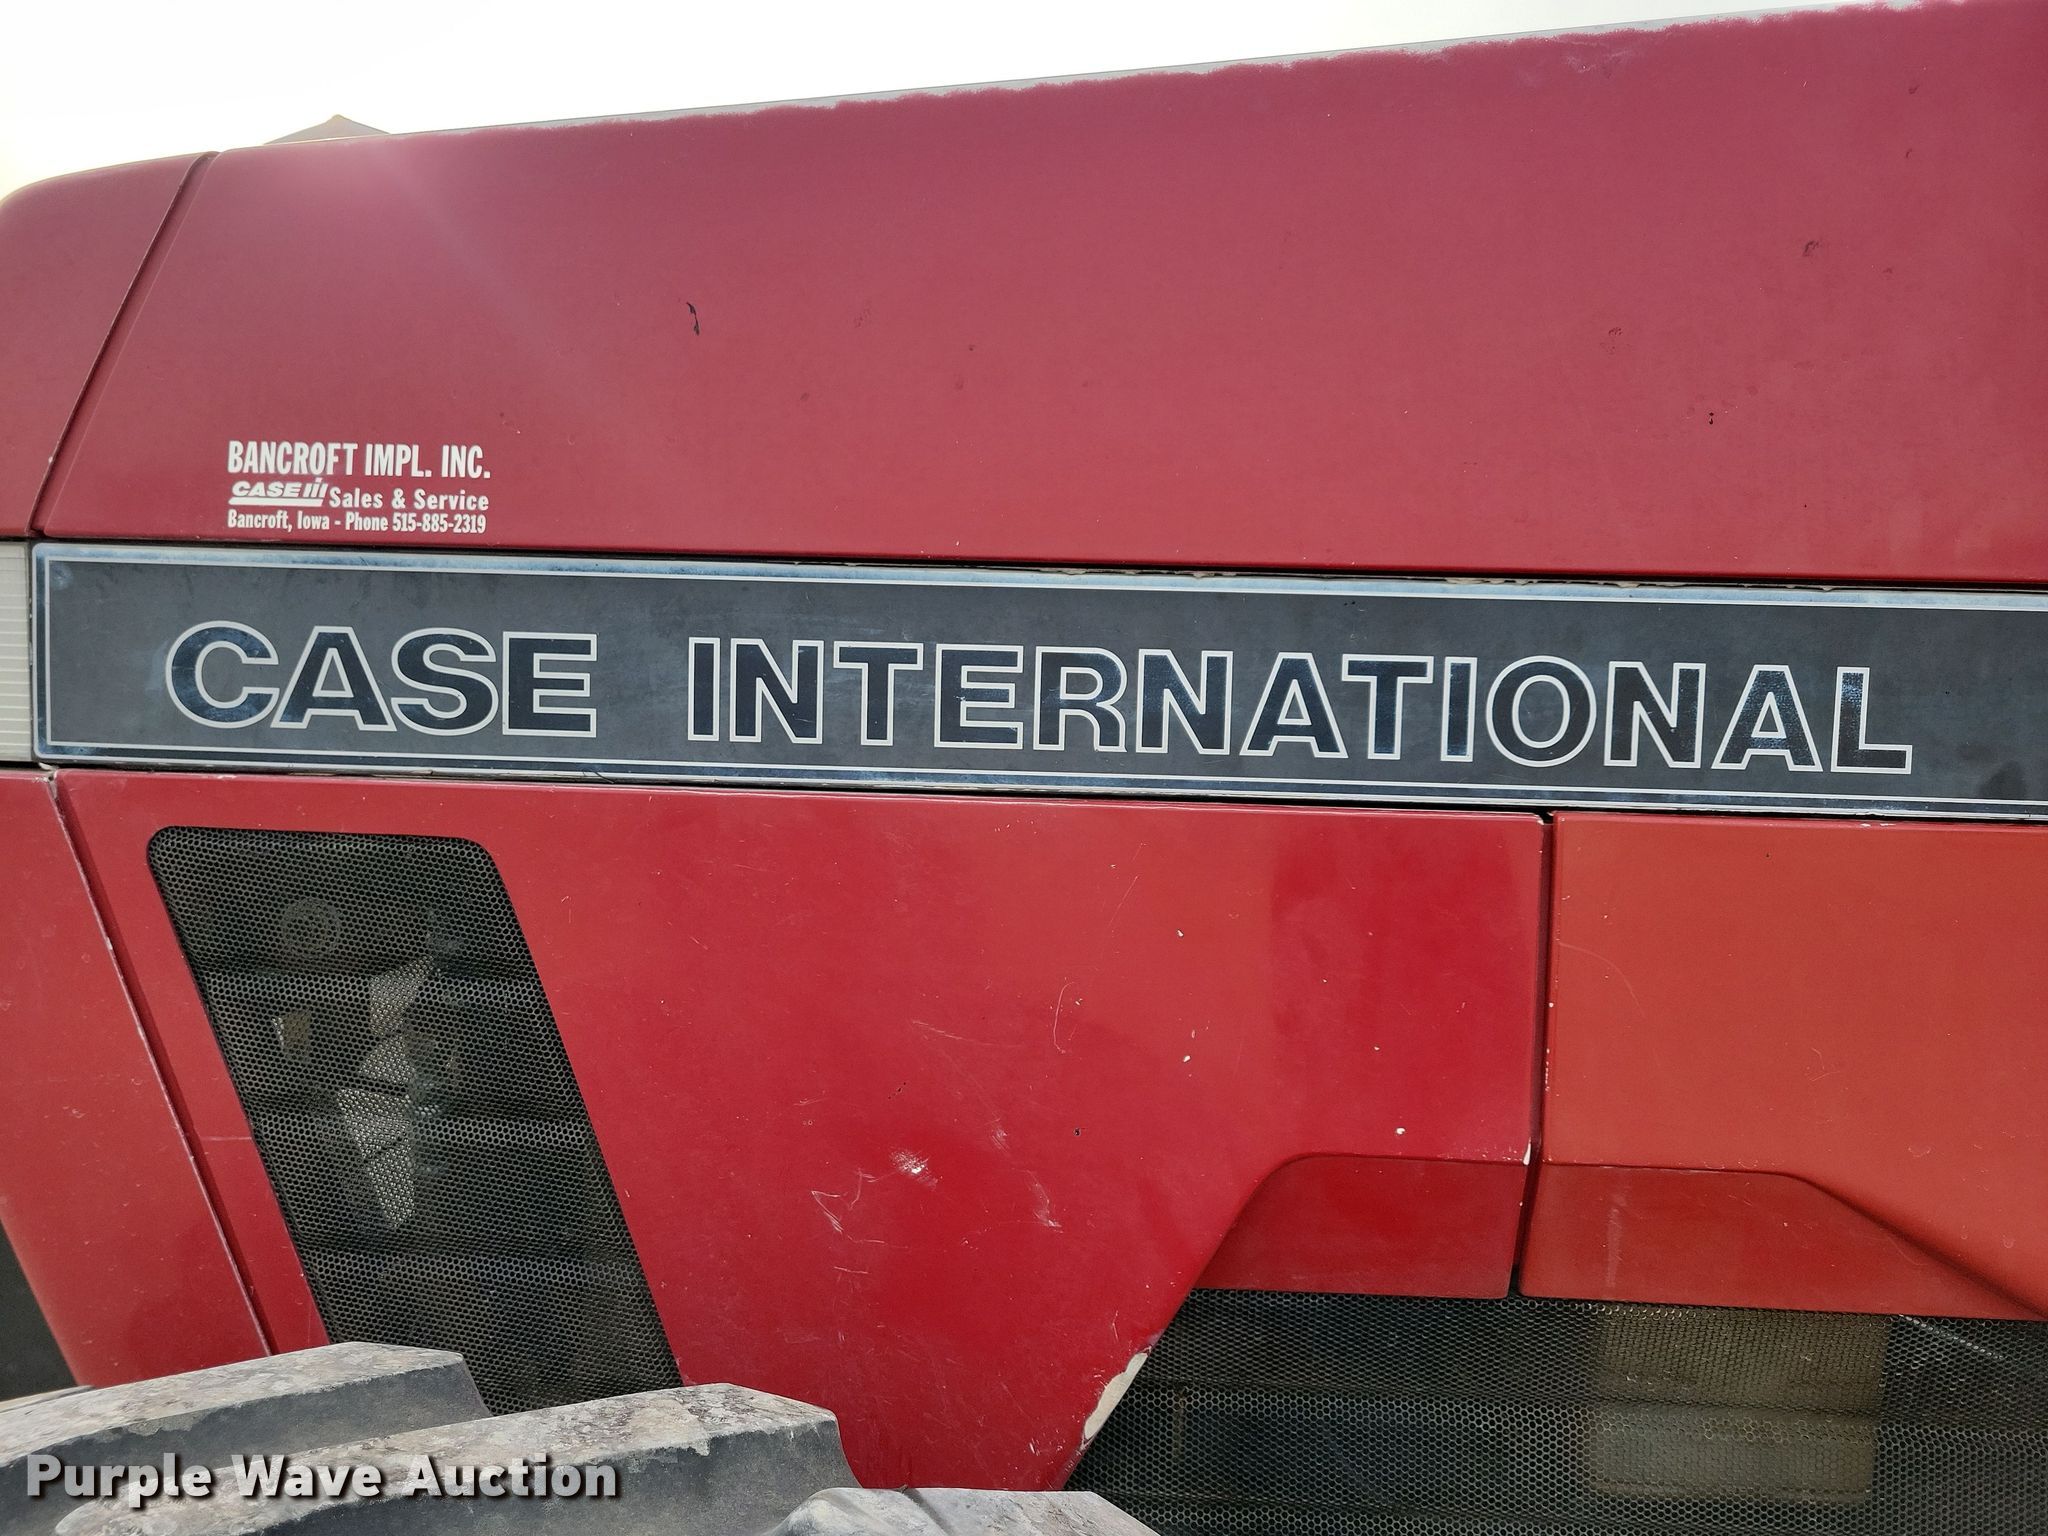 BANCROFT IMPL. INC.
CASE IH Sales & Service
Bancroft, Iowa - Phone 515-885-2319
CASE INTERNATIONAL
Purple Wave Auction